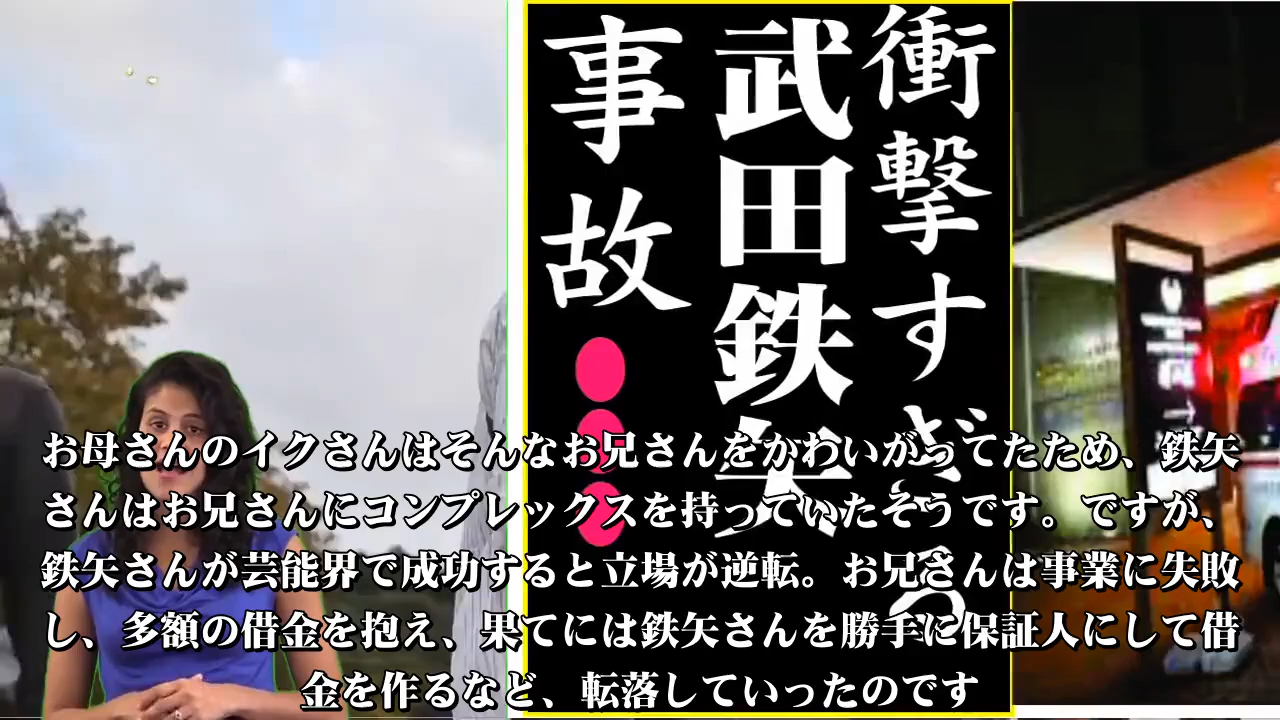 衝撃すぎる
武田鉄矢
事故
お母さんのイクさんはそんなお兄さんをかわいがってたため、鉄矢
さんはお兄さんにコンプレックスを持っていたそうです。ですが、
鉄矢さんが芸能界で成功すると立場が逆転。お兄さんは事業に失敗
し、多額の借金を抱え、果てには鉄矢さんを勝手に保証人にして借
金を作るなど、転落していったのです